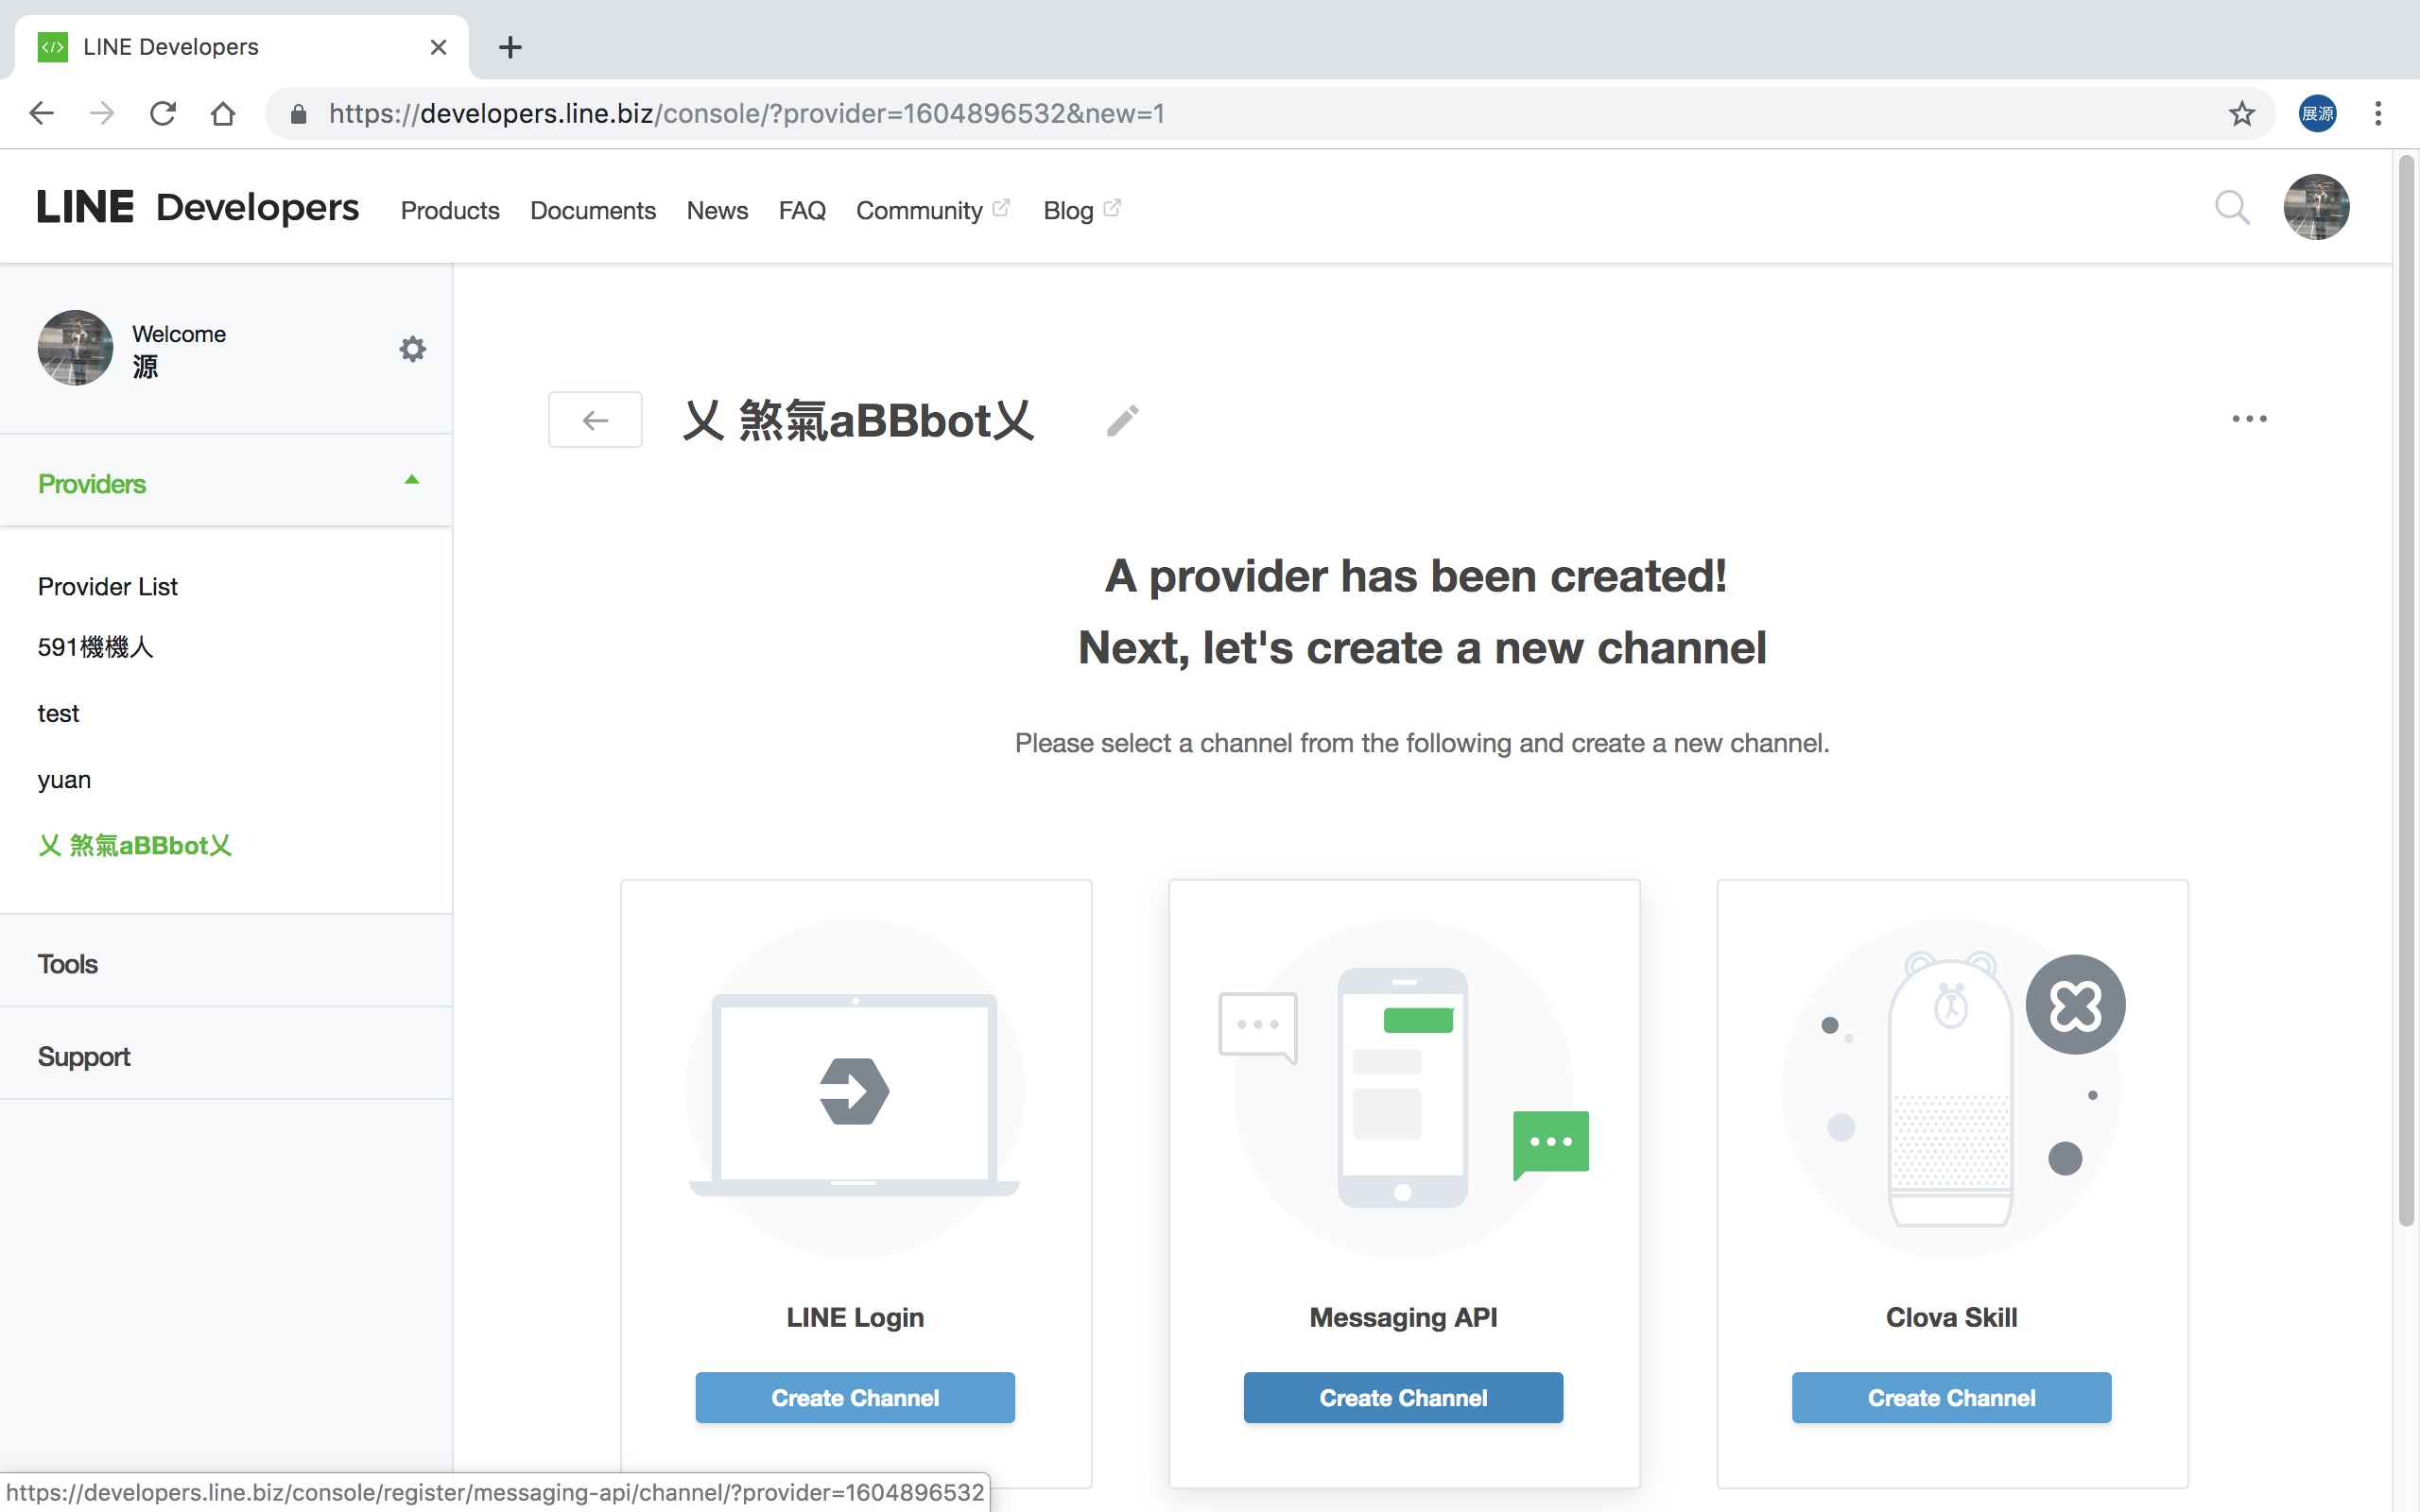 LINE Developers
https://developers.line.biz/console/?provider=1604896532&new=1
展源
LINE Developers
Products
Documents
News
FAQ
Community
Blog
Welcome
源
Providers
Provider List
591機機人
test
yuan
乂 煞氣aBBbot乂
Tools
Support
乂 煞氣aBBbot乂
A provider has been created!
Next, let's create a new channel
Please select a channel from the following and create a new channel.
LINE Login
Create Channel
Messaging API
Create Channel
Clova Skill
Create Channel
https://developers.line.biz/console/register/messaging-api/channel/?provider=1604896532